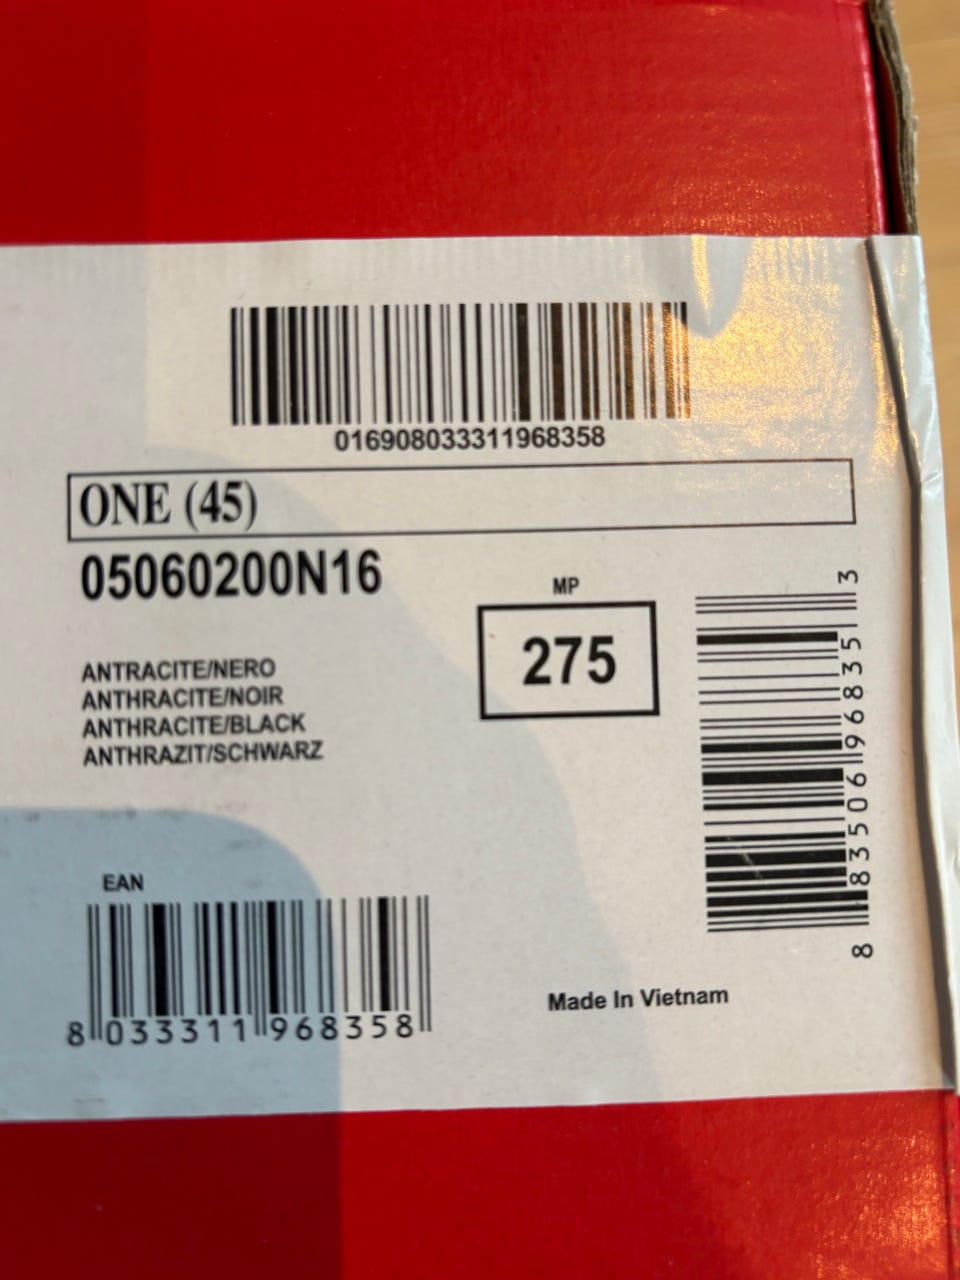 016908033311968358
ONE (45)
05060200N16
MP
275
ANTRACITE/NERO
ANTHRACITE/NOIR
ANTHRACITE/BLACK
ANTHRAZIT/SCHWARZ
8 83506 96835 3
EAN
8 033311 968358
Made In Vietnam